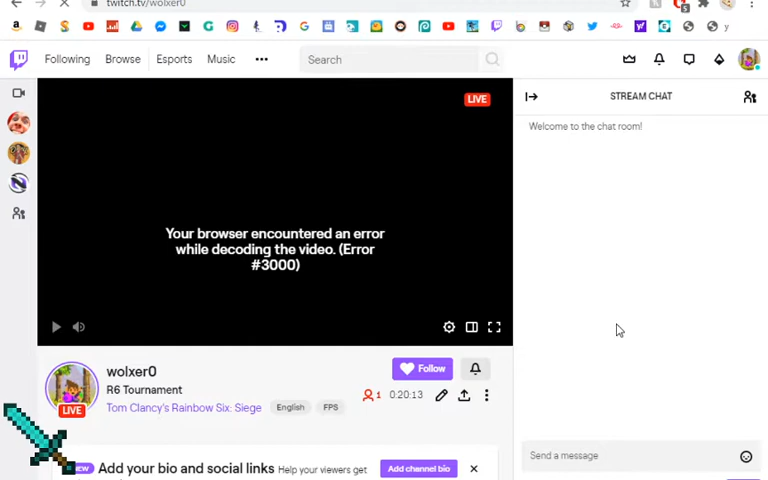 twitch.tv/wolxer0
Following Browse Esports Music Search
LIVE
STREAM CHAT
Welcome to the chat room!
Your browser encountered an error
while decoding the video. (Error
#3000)
wolxer0
Follow
R6 Tournament
LIVE
1 0:20:13
Tom Clancy's Rainbow Six: Siege English FPS
Send a message
Add your bio and social links Help your viewers get
Add channel bio